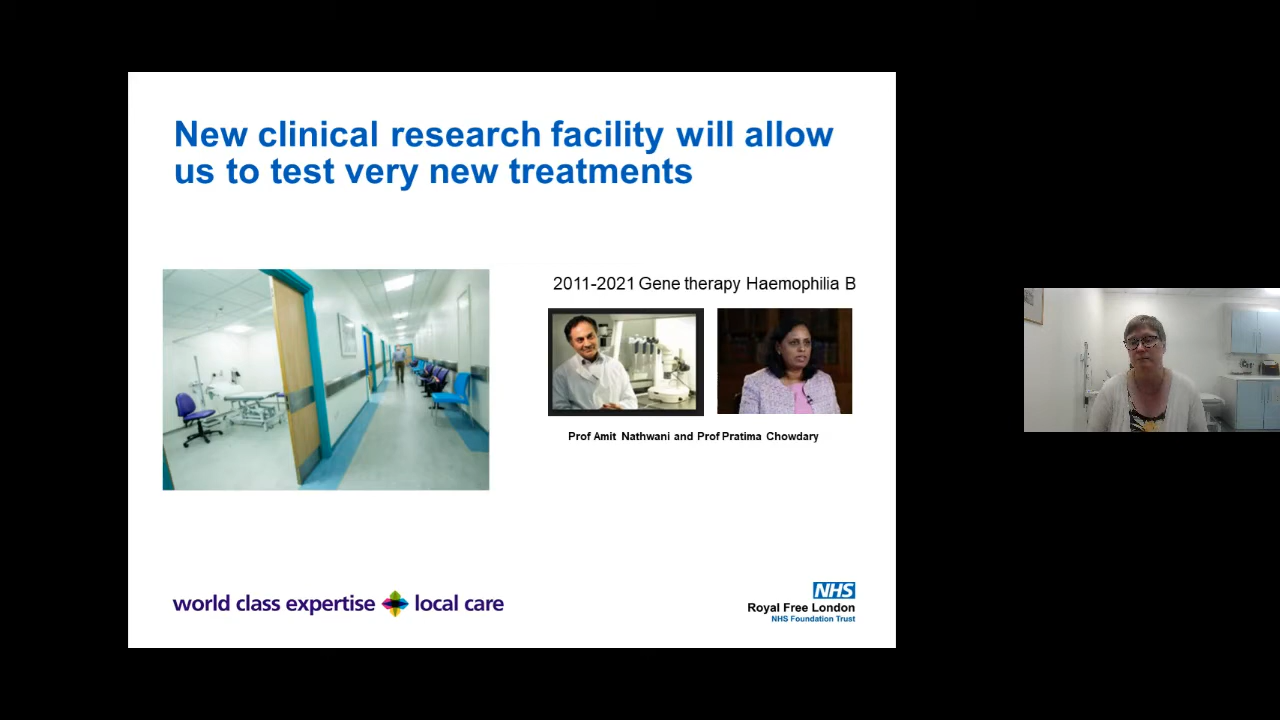 New clinical research facility will allow
us to test very new treatments
2011-2021 Gene therapy Haemophilia B
Prof Amit Nathwani and Prof Pratima Chowdary
world class expertise local care
NHS
Royal Free London
NHS Foundation Trust